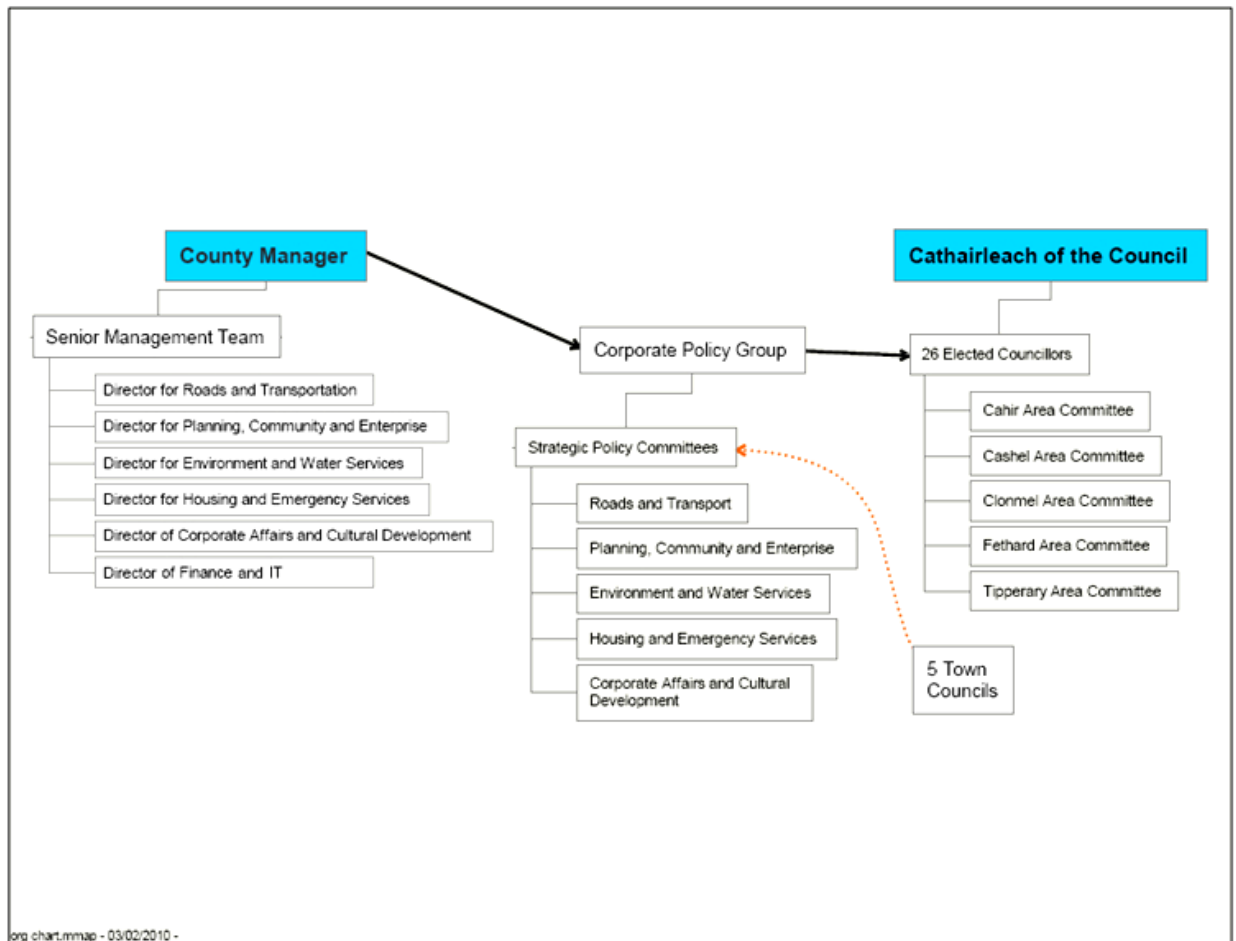 County Manager
Senior Management Team
Director for Roads and Transportation
Director for Planning, Community and Enterprise
Director for Environment and Water Services
Director for Housing and Emergency Services
Director of Corporate Affairs and Cultural Development
Director of Finance and IT
Corporate Policy Group
Strategic Policy Committees
Roads and Transport
Planning, Community and Enterprise
Environment and Water Services
Housing and Emergency Services
Corporate Affairs and Cultural
Development
Cathairleach of the Council
26 Elected Councillors
Cahir Area Committee
Cashel Area Committee
Clonmel Area Committee
Fethard Area Committee
Tipperary Area Committee
5 Town
Councils
org chart.mmap - 03/02/2010 -